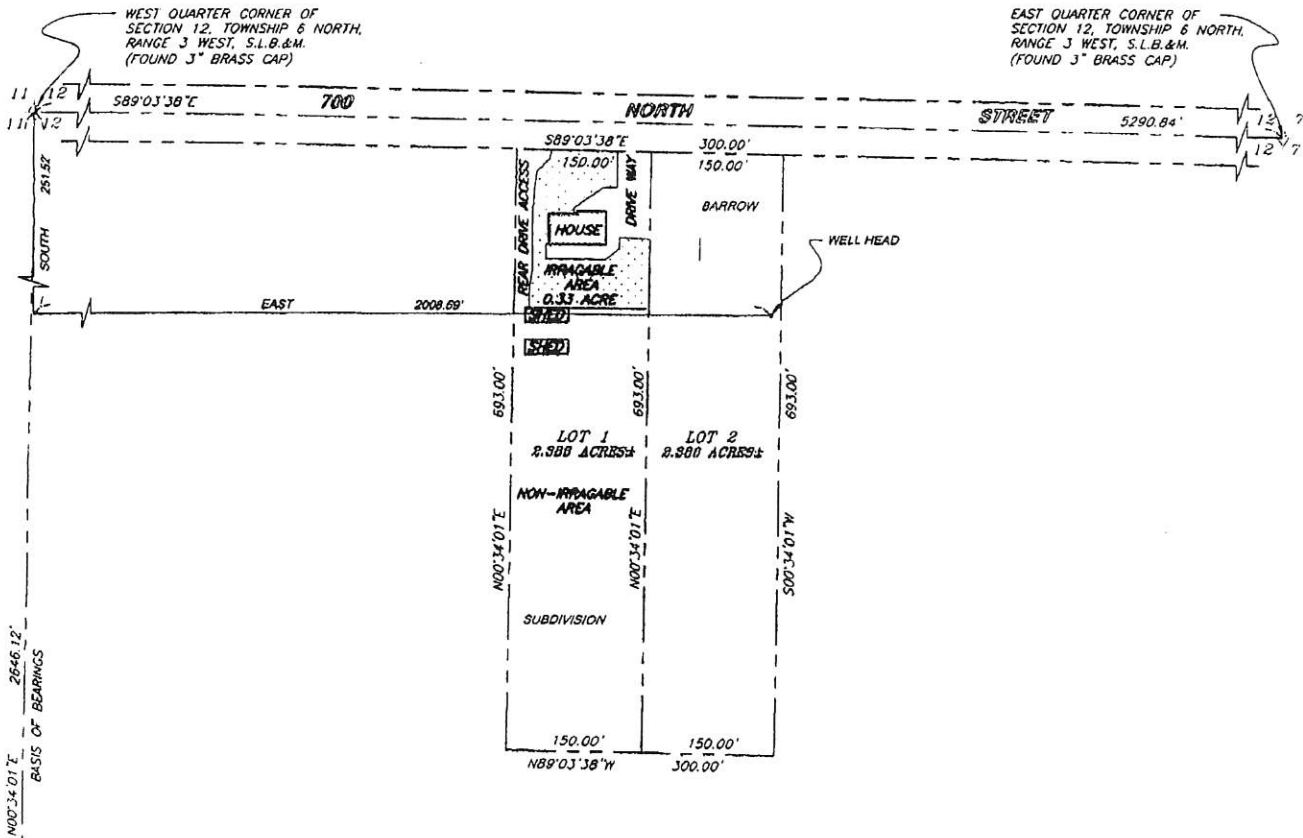 WEST QUARTER CORNER OF
SECTION 12, TOWNSHIP 6 NORTH,
RANGE 3 WEST, S.L.B.&M.
(FOUND 3" BRASS CAP)
EAST QUARTER CORNER OF
SECTION 12, TOWNSHIP 6 NORTH,
RANGE 3 WEST, S.L.B.&M.
(FOUND 3" BRASS CAP)
11 12
11 12
S89°03'38"E
700
NORTH
STREET
5290.84'
12 7
12 7
S89°03'38"E
300.00'
150.00'
150.00'
SOUTH 251.52'
REAR DRIVE ACCESS
DRIVE WAY
BARROW
HOUSE
WELL HEAD
IRRAGABLE
AREA
0.33 ACRE
EAST
2008.69'
SHED
SHED
693.00'
693.00'
693.00'
LOT 1
LOT 2
NON-IRRAGABLE
AREA
N00°34'01"E
N00°34'01"E
S00°34'01"W
SUBDIVISION
150.00'
150.00'
N89°03'38"W
300.00'
N00°34'01"E 2646.12'
BASIS OF BEARINGS